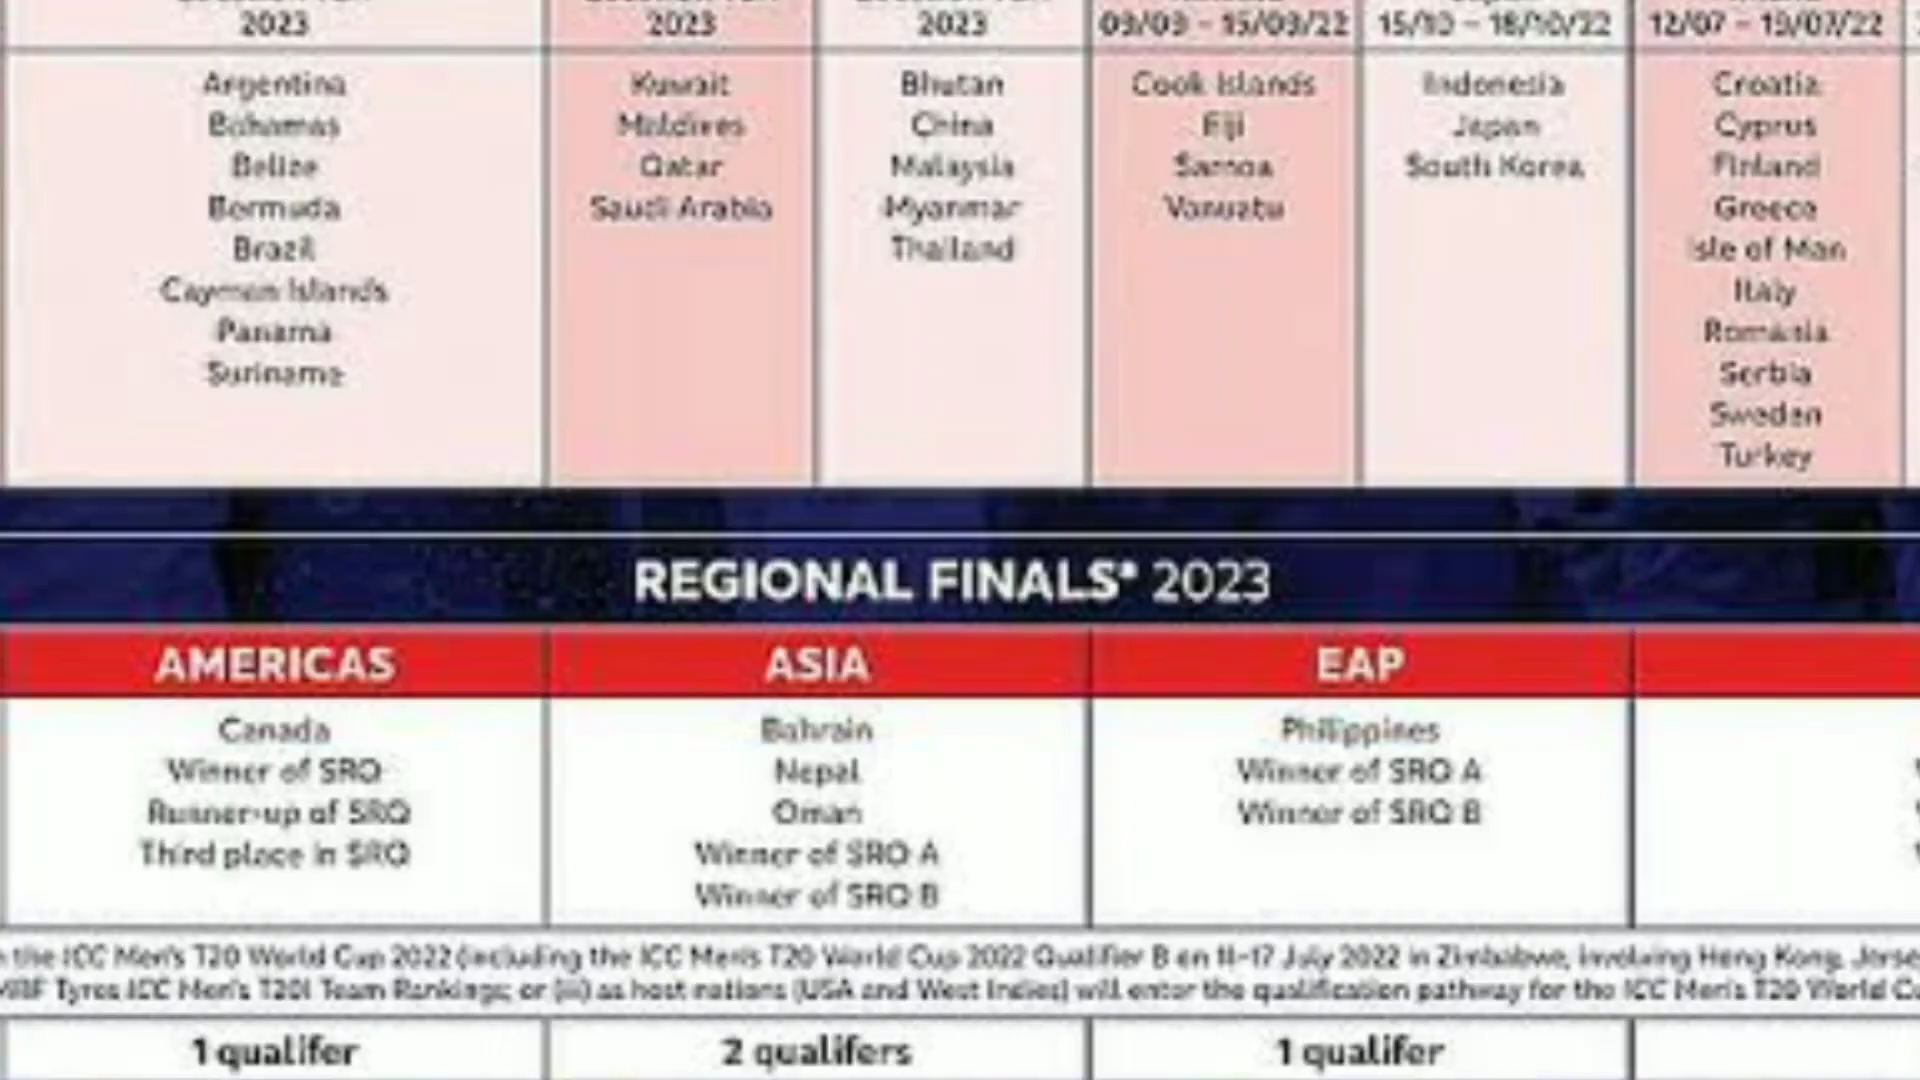 2023
2023
2023
09/09 - 15/09/22
15/10 - 18/10/22
12/07 - 19/07/22
Argentina
Bahamas
Belize
Bermuda
Brazil
Cayman Islands
Panama
Suriname
Kuwait
Maldives
Qatar
Saudi Arabia
Bhutan
China
Malaysia
Myanmar
Thailand
Cook Islands
Fiji
Samoa
Vanuatu
Indonesia
Japan
South Korea
Croatia
Cyprus
Finland
Greece
Isle of Man
Italy
Romania
Serbia
Sweden
Turkey
REGIONAL FINALS* 2023
AMERICAS
Canada
Winner of SRQ
Runner-up of SRQ
Third place in SRQ
ASIA
Bahrain
Nepal
Oman
Winner of SRQ A
Winner of SRQ B
EAP
Philippines
Winner of SRQ A
Winner of SRQ B
the ICC Men's T20 World Cup 2022 (including the ICC Men's T20 World Cup 2022 Qualifier B on 11-17 July 2022 in Zimbabwe, involving Hong Kong,
Tyres ICC Men's T20I Team Rankings; or (iii) as host nations (USA and West Indies) will enter the qualification pathway for the ICC Men's T20 World
1 qualifer
2 qualifers
1 qualifer